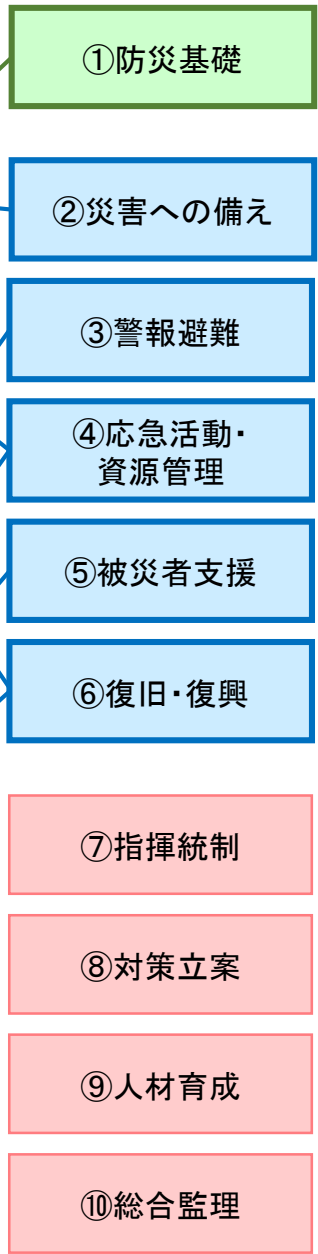 ①防災基礎
②災害への備え
③警報避難
④応急活動・
資源管理
⑤被災者支援
⑥復旧・復興
⑦指揮統制
⑧対策立案
⑨人材育成
⑩総合監理